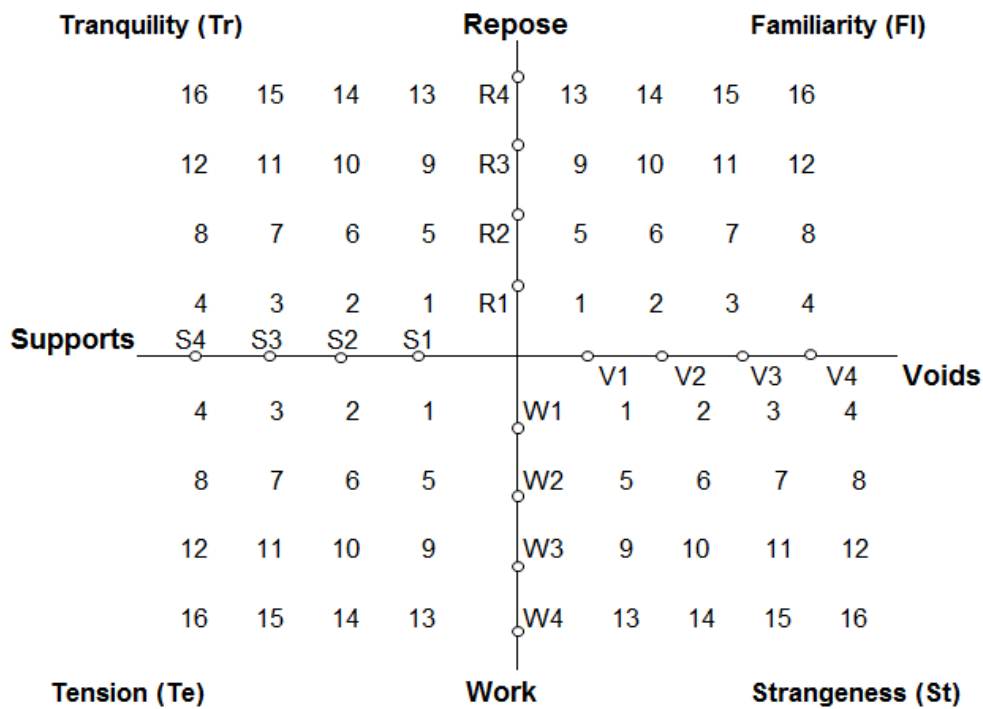 Tranquility (Tr) Repose Familiarity (Fl)
16 15 14 13 R4 13 14 15 16
12 11 10 9 R3 9 10 11 12
8 7 6 5 R2 5 6 7 8
4 3 2 1 R1 1 2 3 4
Supports S4 S3 S2 S1
V1 V2 V3 V4 Voids
4 3 2 1 W1 1 2 3 4
8 7 6 5 W2 5 6 7 8
12 11 10 9 W3 9 10 11 12
16 15 14 13 W4 13 14 15 16
Tension (Te) Work Strangeness (St)